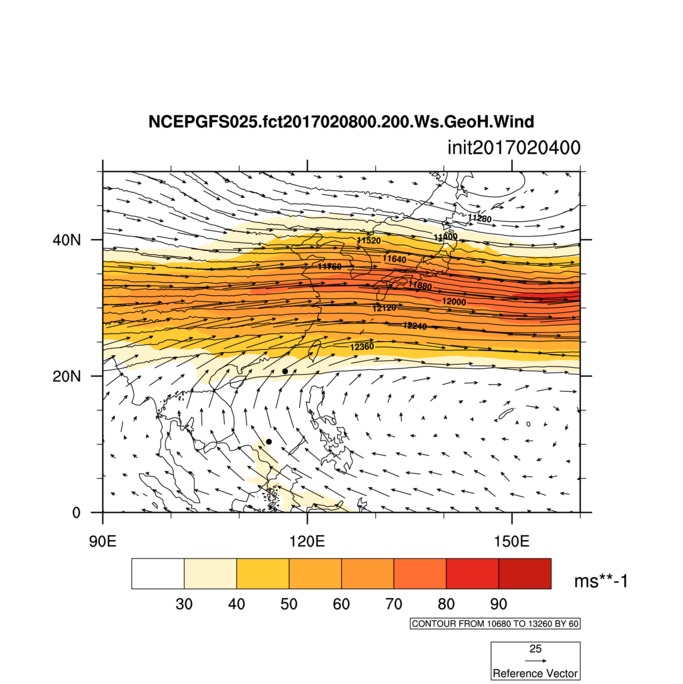 NCEPGFS025.fct2017020800.200.Ws.GeoH.Wind
init2017020400
11280
40N
11520
11400
11640
11760
11880
12000
12120
12240
12360
20N
0
90E
120E
150E
ms**-1
30
40
50
60
70
80
90
CONTOUR FROM 10680 TO 13260 BY 60
25
Reference Vector